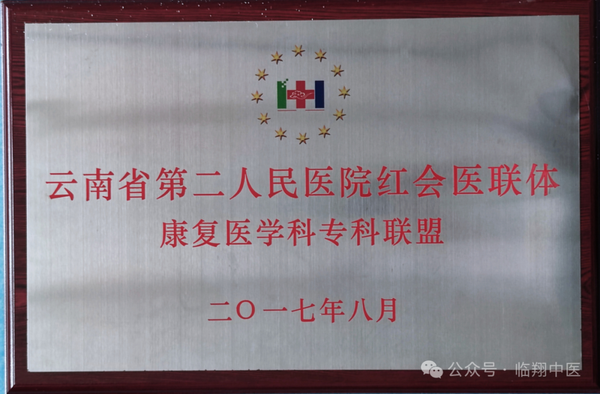 云南省第二人民医院红会医联体
康复医学科专科联盟
二〇一七年八月
公众号·临翔中医